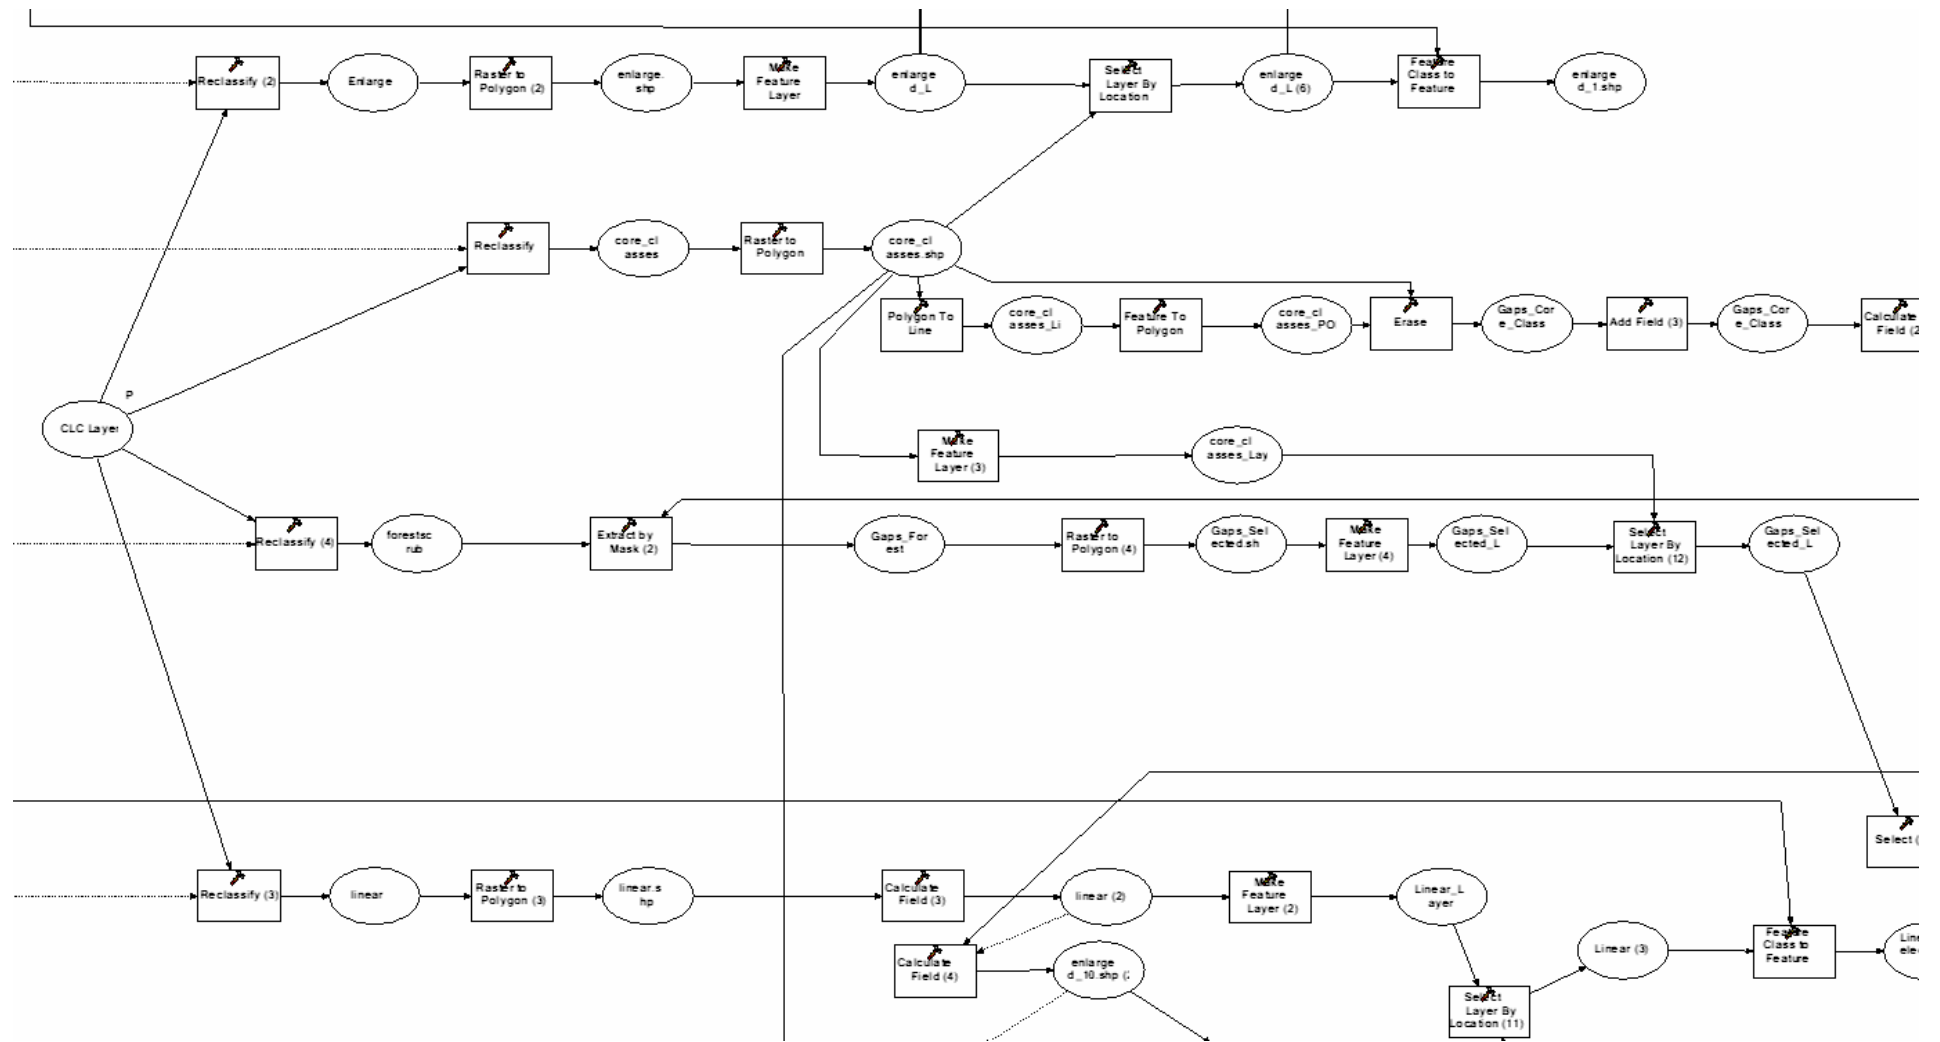 Reclassify (2)
Enlarge
Raster to
Polygon (2)
enlarge.
shp
Make
Feature
Layer
enlarge
d_L
Select
Layer By
Location
enlarge
d_L (6)
Feature
Class to
Feature
enlarge
d_1.shp
Reclassify
core_cl
asses
Raster to
Polygon
core_cl
asses.shp
Polygon To
Line
core_cl
asses_Li
Feature To
Polygon
core_cl
asses_PO
Erase
Gaps_Cor
e_Class
Add Field (3)
Gaps_Cor
e_Class
Calculate
Field (2
P
CLC Layer
Make
Feature
Layer (3)
core_cl
asses_Lay
Reclassify (4)
forestsc
rub
Extract by
Mask (2)
Gaps_For
est
Raster to
Polygon (4)
Gaps_Sel
ected.sh
Make
Feature
Layer (4)
Gaps_Sel
ected_L
Select
Layer By
Location (12)
Gaps_Sel
ected_L
Select (
Reclassify (3)
linear
Raster to
Polygon (3)
linear.s
hp
Calculate
Field (3)
linear (2)
Make
Feature
Layer (2)
Linear_L
ayer
Calculate
Field (4)
enlarge
d_10.shp (2
Select
Layer By
Location (11)
Linear (3)
Feature
Class to
Feature
Line
ele